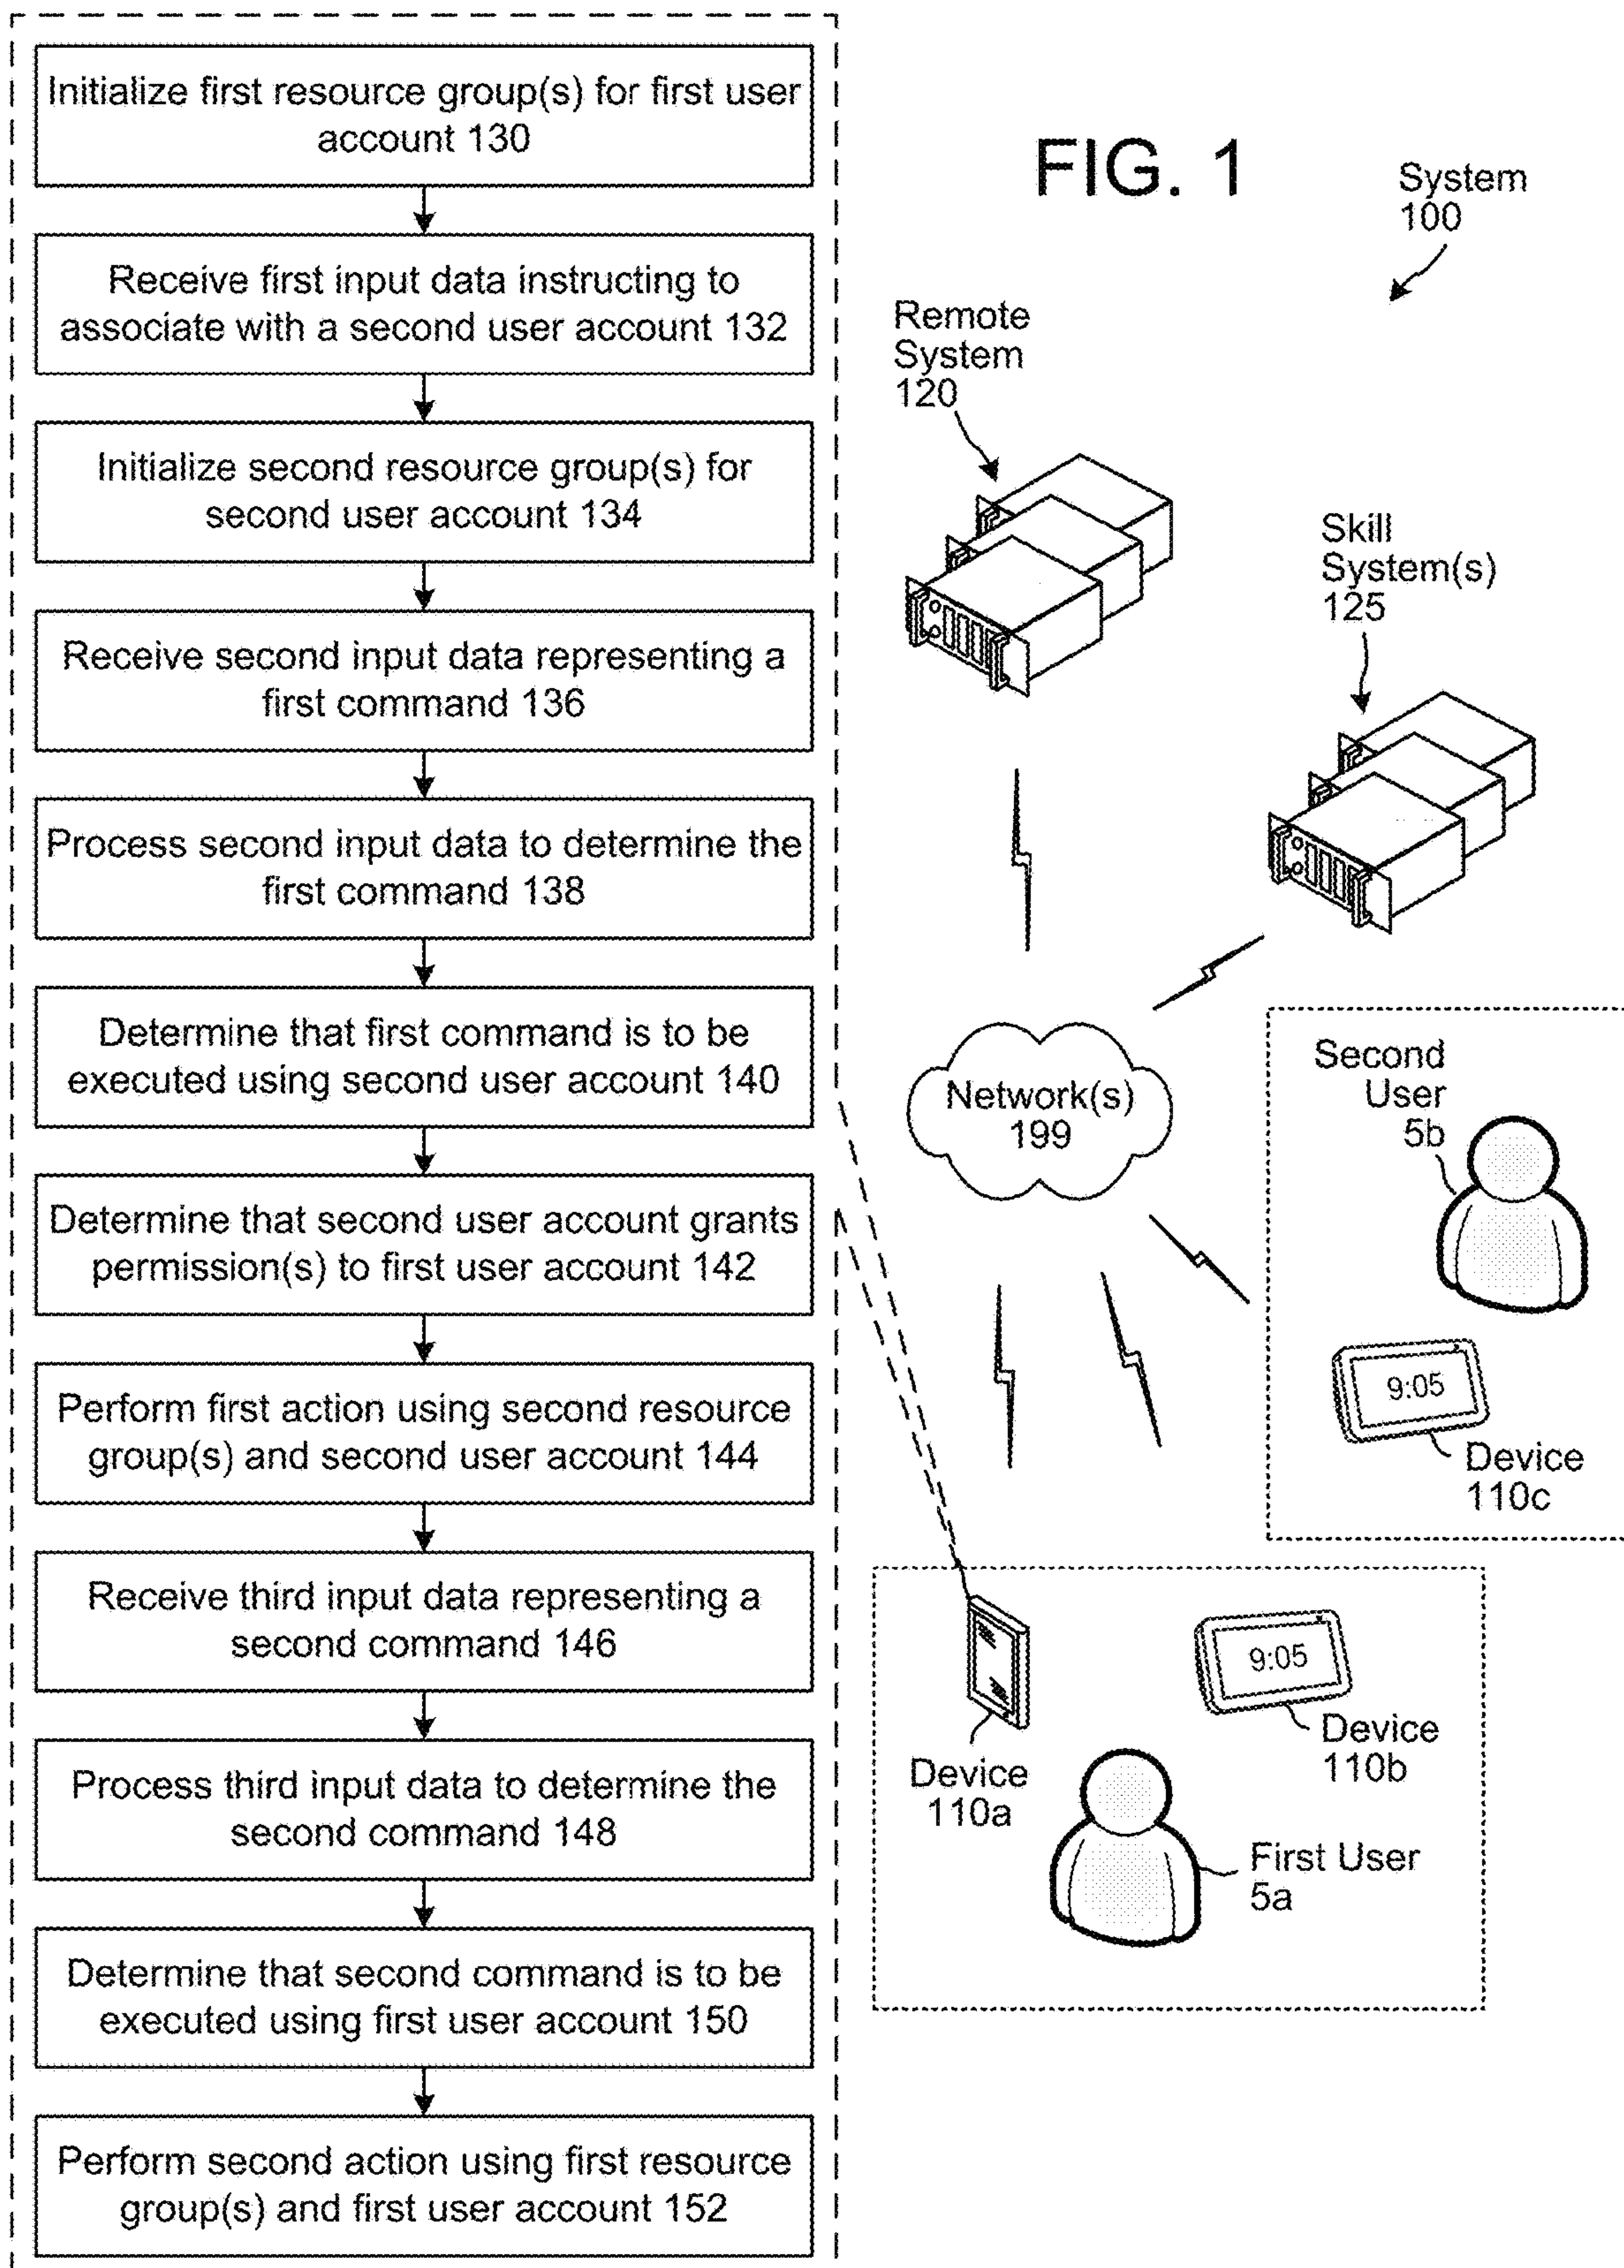 Initialize first resource group(s) for first user
account 130
Receive first input data instructing to
associate with a second user account 132
Initialize second resource group(s) for
second user account 134
Receive second input data representing a
first command 136
Process second input data to determine the
first command 138
Determine that first command is to be
executed using second user account 140
Determine that second user account grants
permission(s) to first user account 142
Perform first action using second resource
group(s) and second user account 144
Receive third input data representing a
second command 146
Process third input data to determine the
second command 148
Determine that second command is to be
executed using first user account 150
Perform second action using first resource
group(s) and first user account 152
FIG. 1
System
100
Remote
System
120
Skill
System(s)
125
Network(s)
199
Second
User
5b
9:05
Device
110c
Device
110a
9:05
Device
110b
First User
5a